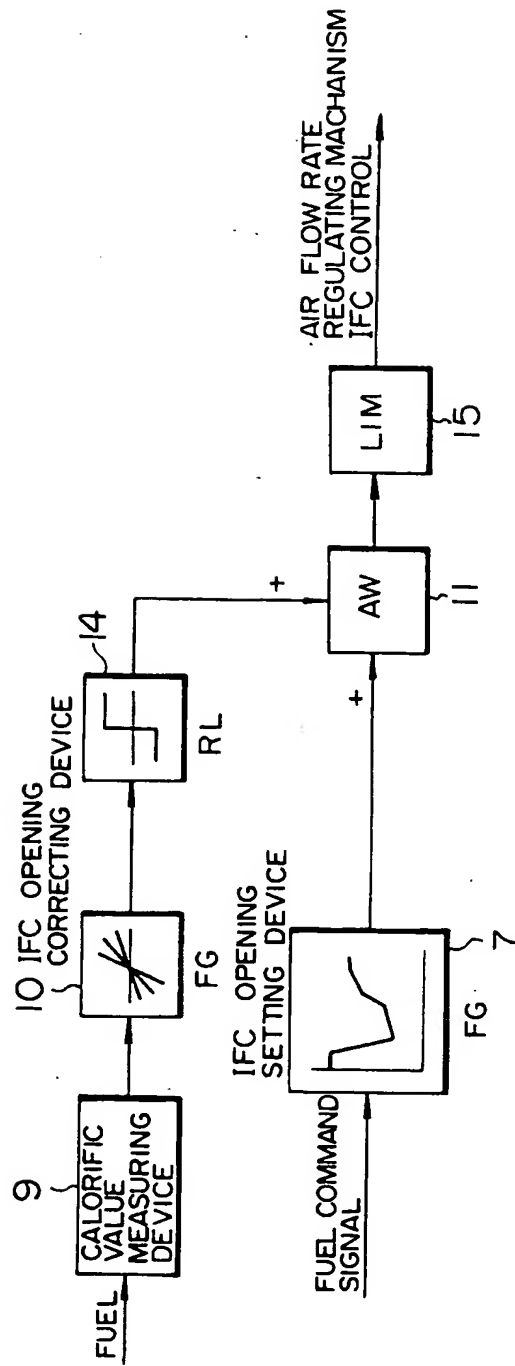 FUEL
9
CALORIFIC
VALUE
MEASURING
DEVICE
10 IFC OPENING
CORRECTING DEVICE
FG
14
RL
FUEL COMMAND
SIGNAL
IFC OPENING
SETTING DEVICE
7
FG
+
+
AW
11
LIM
15
AIR FLOW RATE
REGULATING MECHANISM
IFC CONTROL